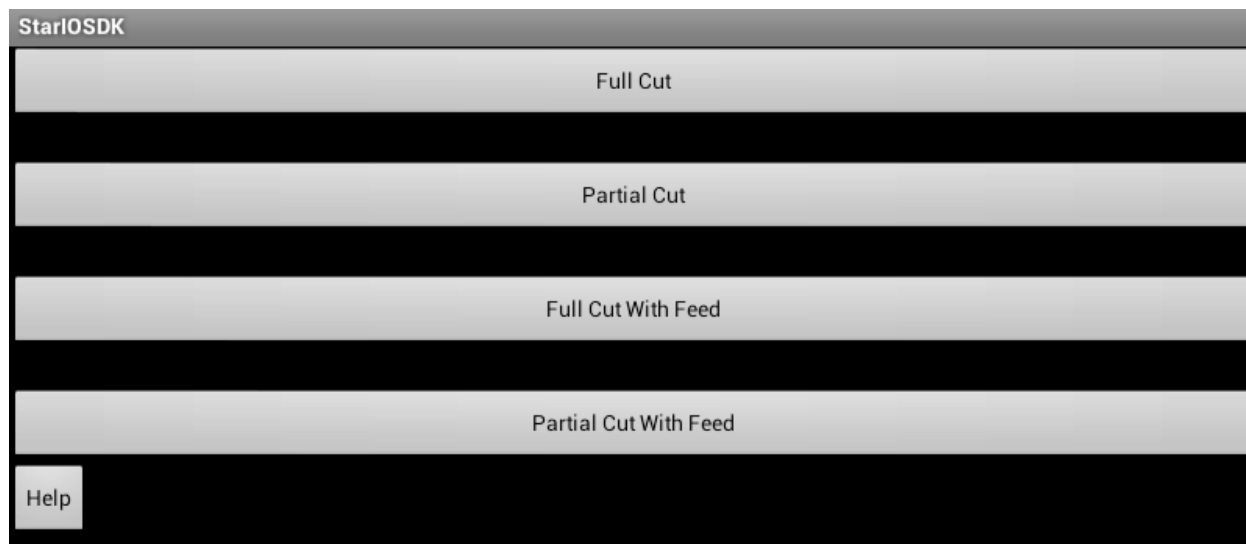 StarIOSDK
Full Cut
Partial Cut
Full Cut With Feed
Partial Cut With Feed
Help